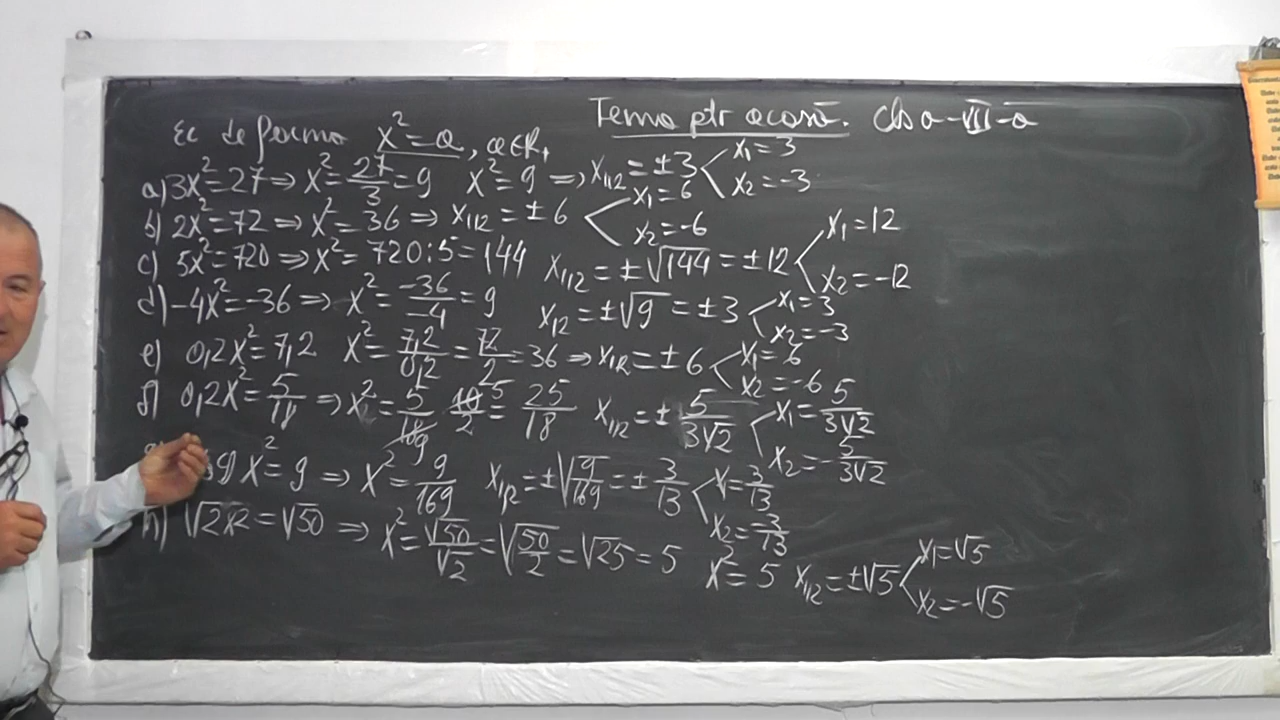 Temă ptr acasă. Cls a-VIII-a
Ec de forma x²=a, a∈R₊
a) 3x²=27 ⇒ x²=27/3=9 x²=9 ⇒ x₁,₂=±3 < x₁=3 x₂=-3
b) 2x²=72 ⇒ x²=36 ⇒ x₁,₂=±6 < x₁=6 x₂=-6
c) 5x²=720 ⇒ x²=720:5=144 x₁,₂=±√144=±12 < x₁=12 x₂=-12
d) -4x²=-36 ⇒ x²=-36/-4=9 x₁,₂=±√9=±3 < x₁=3 x₂=-3
e) 0,2x²=7,2 x²=7,2/0,2=72/2=36 ⇒ x₁,₂=±6 < x₁=6 x₂=-6
f) 0,2x²=5/18 ⇒ x²=5/18 9 10/2 5=25/18 x₁,₂=±5/3√2 < x₁=5/3√2 x₂=-5/3√2
69x²=9 ⇒ x²=9/169 x₁,₂=±√9/169=±3/13 < x=3/13 x₂=-3/13
h) √2x²=√50 ⇒ x²=√50/√2=√50/2=√25=5 x²=5 x₁,₂=±√5 < x₁=√5 x₂=-√5